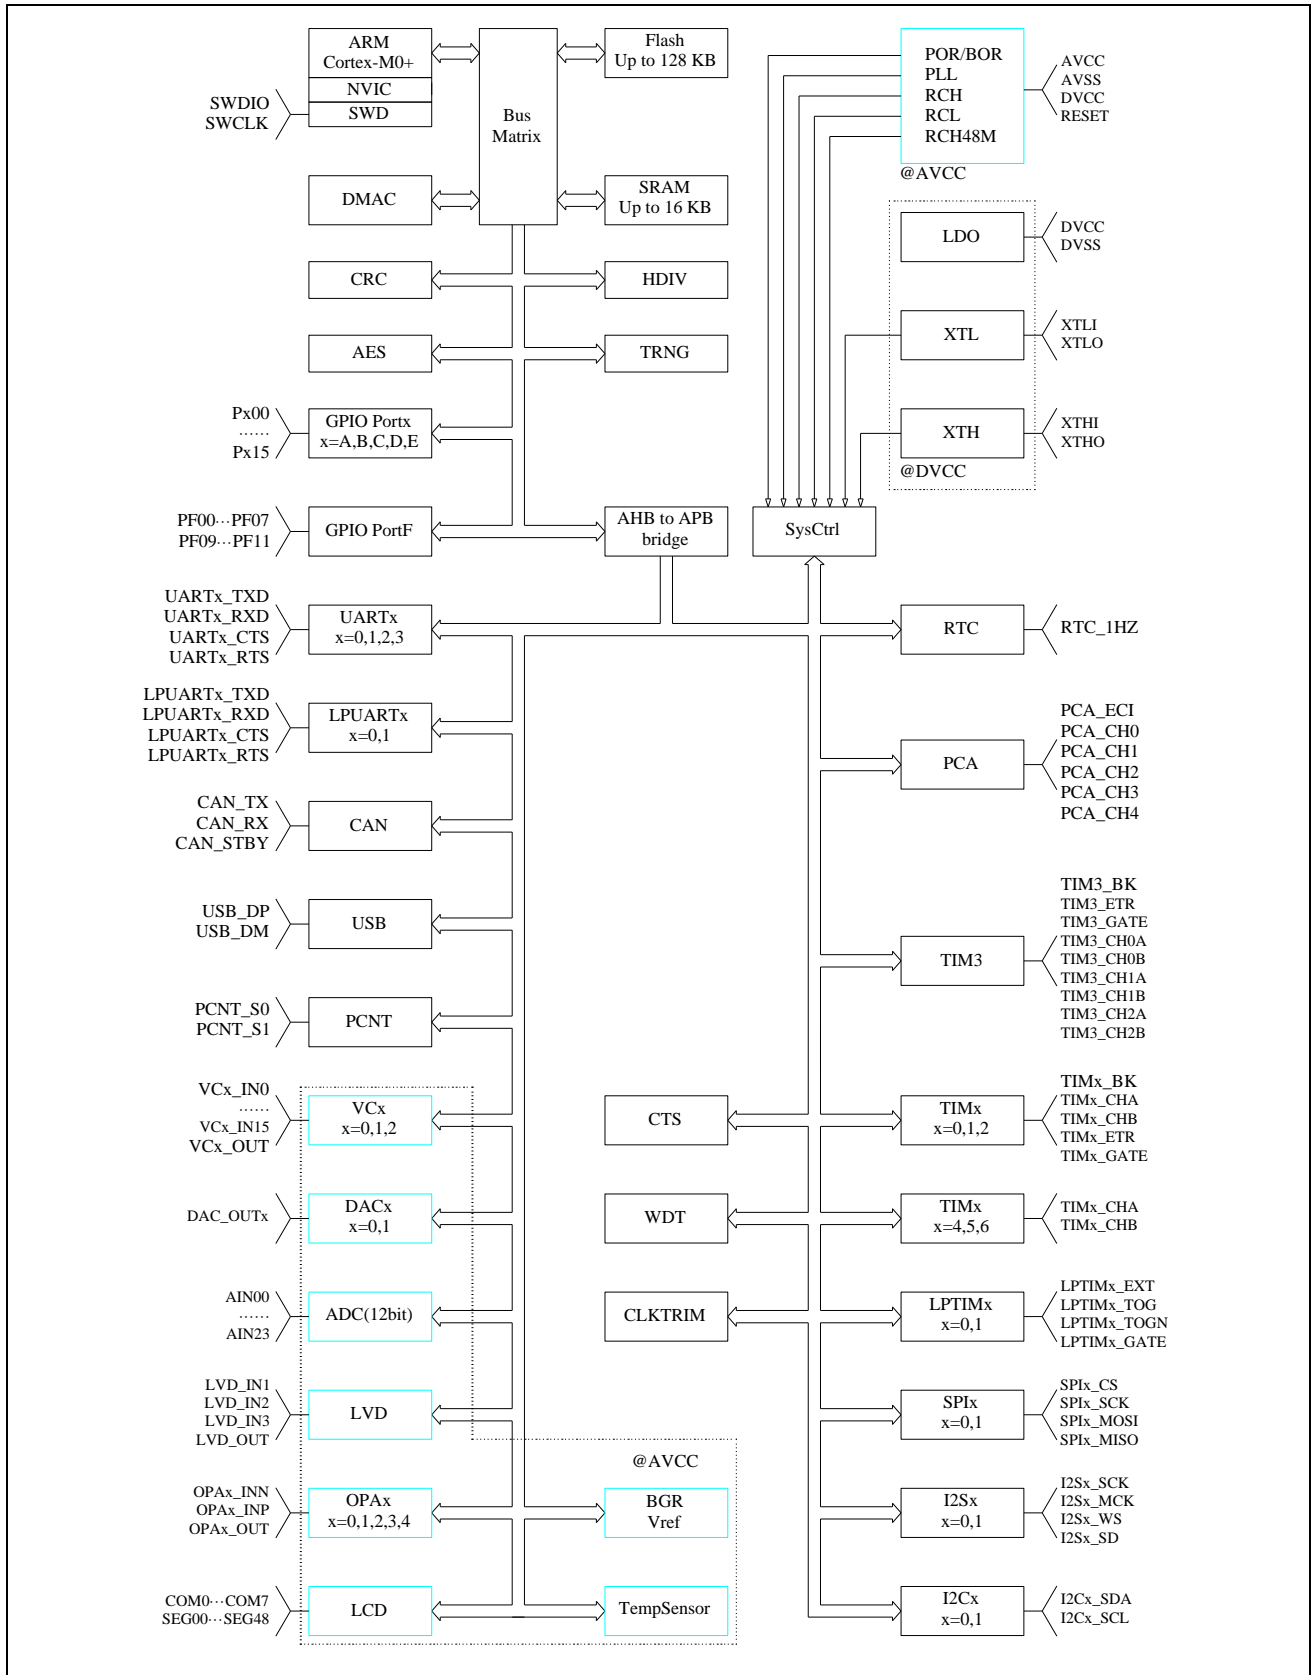 ARM
Cortex-M0+
NVIC
SWD
SWDIO
SWCLK
Bus
Matrix
Flash
Up to 128 KB
DMAC
SRAM
Up to 16 KB
POR/BOR
PLL
RCH
RCL
RCH48M
@AVCC
AVCC
AVSS
DVCC
RESET
LDO
DVCC
DVSS
CRC
HDIV
XTL
XTLI
XTLO
AES
TRNG
Px00
······
Px15
GPIO Portx
x=A,B,C,D,E
XTH
@DVCC
XTHI
XTHO
PF00···PF07
PF09···PF11
GPIO PortF
AHB to APB
bridge
SysCtrl
UARTx_TXD
UARTx_RXD
UARTx_CTS
UARTx_RTS
UARTx
x=0,1,2,3
RTC
RTC_1HZ
LPUARTx_TXD
LPUARTx_RXD
LPUARTx_CTS
LPUARTx_RTS
LPUARTx
x=0,1
PCA
PCA_ECI
PCA_CH0
PCA_CH1
PCA_CH2
PCA_CH3
PCA_CH4
CAN_TX
CAN_RX
CAN_STBY
CAN
USB_DP
USB_DM
USB
TIM3
TIM3_BK
TIM3_ETR
TIM3_GATE
TIM3_CH0A
TIM3_CH0B
TIM3_CH1A
TIM3_CH1B
TIM3_CH2A
TIM3_CH2B
PCNT_S0
PCNT_S1
PCNT
VCx_IN0
······
VCx_IN15
VCx_OUT
VCx
x=0,1,2
CTS
TIMx
x=0,1,2
TIMx_BK
TIMx_CHA
TIMx_CHB
TIMx_ETR
TIMx_GATE
DAC_OUTx
DACx
x=0,1
WDT
TIMx
x=4,5,6
TIMx_CHA
TIMx_CHB
AIN00
······
AIN23
ADC(12bit)
CLKTRIM
LPTIMx
x=0,1
LPTIMx_EXT
LPTIMx_TOG
LPTIMx_TOGN
LPTIMx_GATE
LVD_IN1
LVD_IN2
LVD_IN3
LVD_OUT
LVD
SPIx
x=0,1
SPIx_CS
SPIx_SCK
SPIx_MOSI
SPIx_MISO
@AVCC
OPAx_INN
OPAx_INP
OPAx_OUT
OPAx
x=0,1,2,3,4
BGR
Vref
I2Sx
x=0,1
I2Sx_SCK
I2Sx_MCK
I2Sx_WS
I2Sx_SD
COM0···COM7
SEG00···SEG48
LCD
TempSensor
I2Cx
x=0,1
I2Cx_SDA
I2Cx_SCL